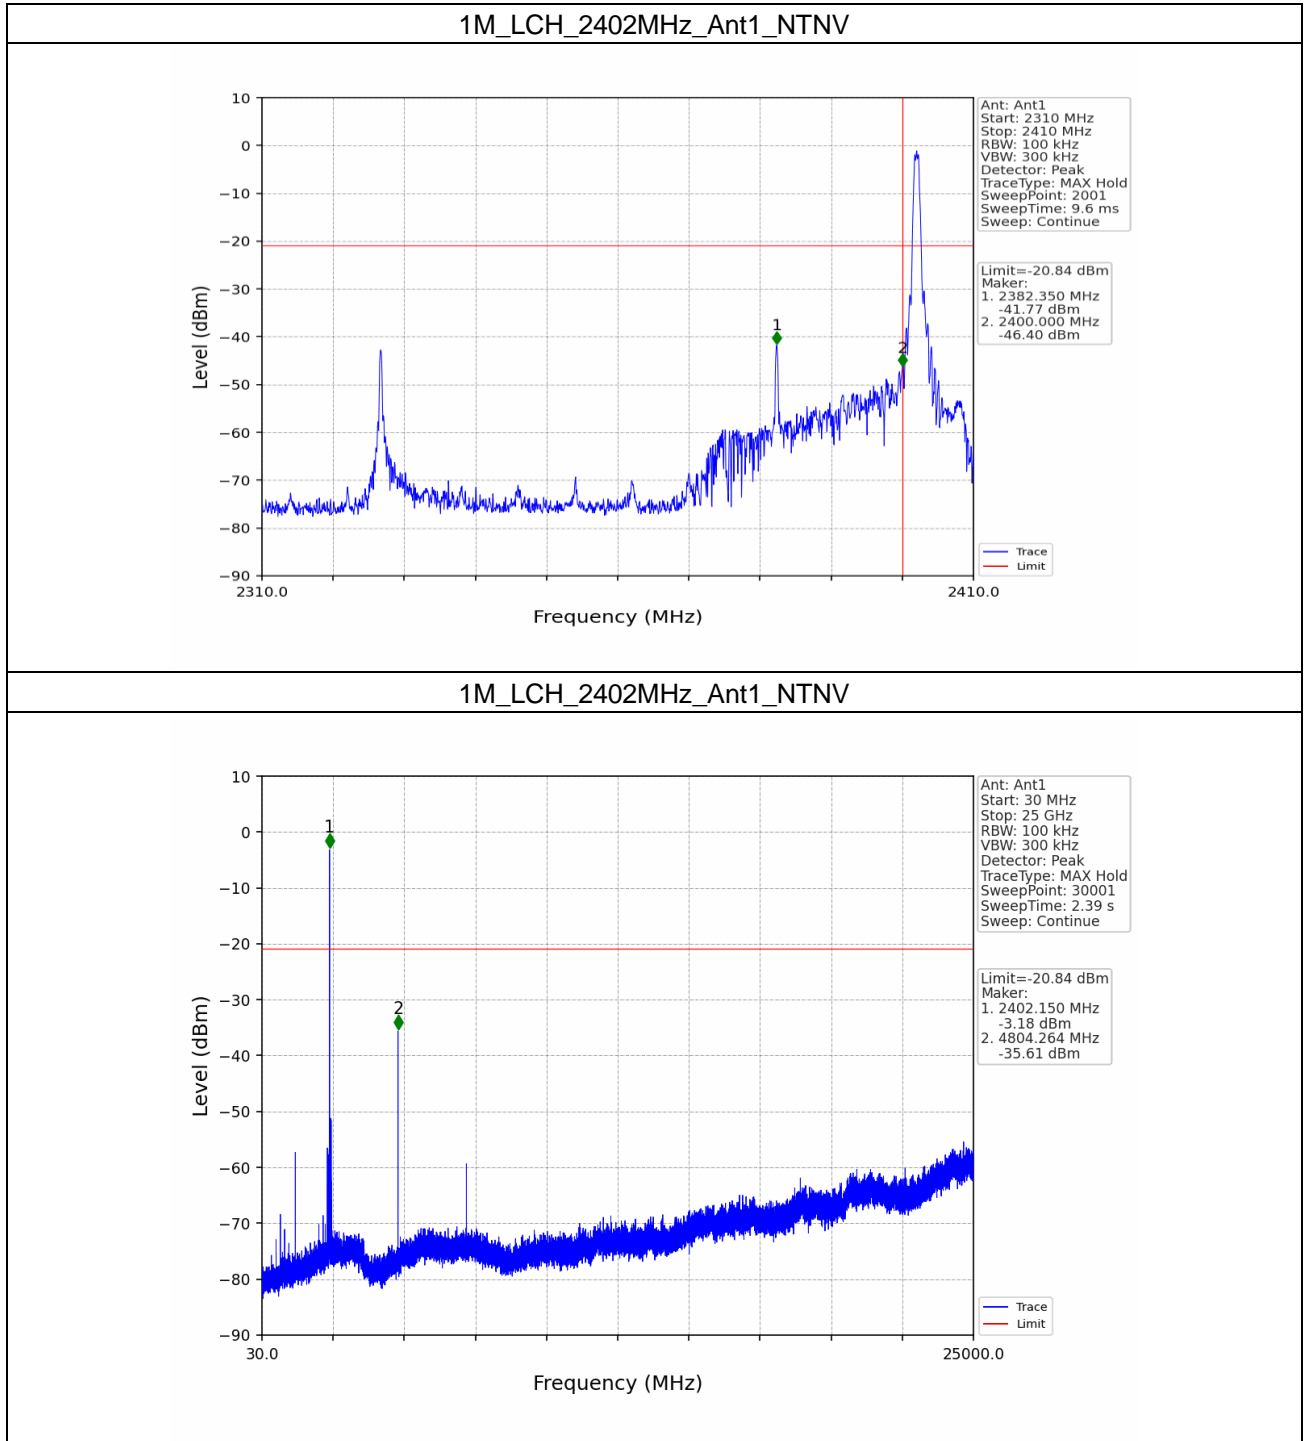 1M_LCH_2402MHz_Ant1_NTNV
10
0
−10
−20
−30
−40
−50
−60
−70
−80
−90
Level (dBm)
2310.0
2410.0
Frequency (MHz)
1
2
Ant: Ant1
Start: 2310 MHz
Stop: 2410 MHz
RBW: 100 kHz
VBW: 300 kHz
Detector: Peak
TraceType: MAX Hold
SweepPoint: 2001
SweepTime: 9.6 ms
Sweep: Continue
Limit=-20.84 dBm
Maker:
1. 2382.350 MHz
-41.77 dBm
2. 2400.000 MHz
-46.40 dBm
Trace
Limit
1M_LCH_2402MHz_Ant1_NTNV
10
0
−10
−20
−30
−40
−50
−60
−70
−80
−90
Level (dBm)
30.0
25000.0
Frequency (MHz)
1
2
Ant: Ant1
Start: 30 MHz
Stop: 25 GHz
RBW: 100 kHz
VBW: 300 kHz
Detector: Peak
TraceType: MAX Hold
SweepPoint: 30001
SweepTime: 2.39 s
Sweep: Continue
Limit=-20.84 dBm
Maker:
1. 2402.150 MHz
-3.18 dBm
2. 4804.264 MHz
-35.61 dBm
Trace
Limit